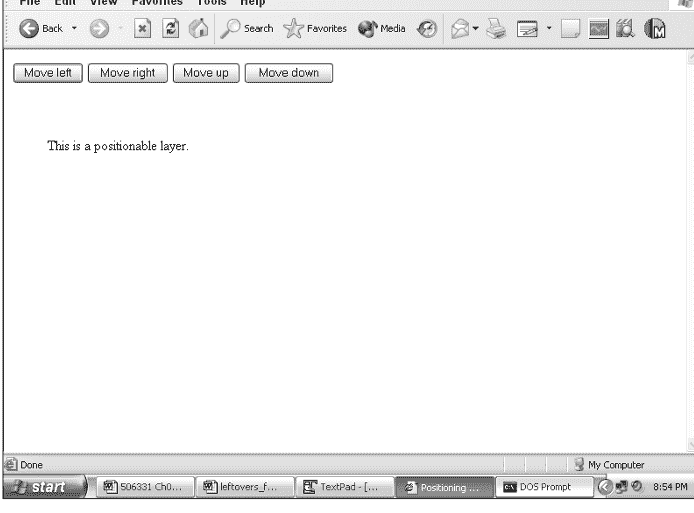 File Edit View Favorites Tools Help
Back Search Favorites Media
Move left Move right Move up Move down
This is a positionable layer.
Done My Computer
start 506331 Ch0... leftovers_f... TextPad - [... Positioning ... DOS Prompt 8:54 PM